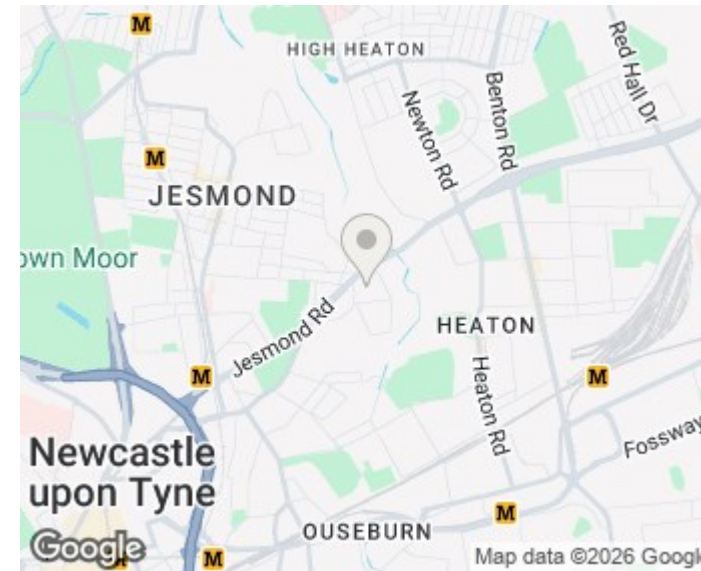 M
HIGH HEATON
Red Hall Dr
Benton Rd
Newton Rd
M
JESMOND
own Moor
Jesmond Rd
HEATON
M
M
Heaton Rd
Fossway
Newcastle
upon Tyne
M
OUSEBURN
Google
M
M
Map data ©2026 Google